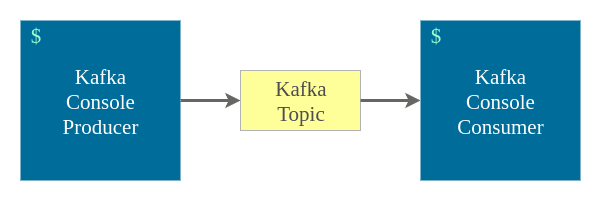 $
Kafka
Console
Producer
Kafka
Topic
$
Kafka
Console
Consumer